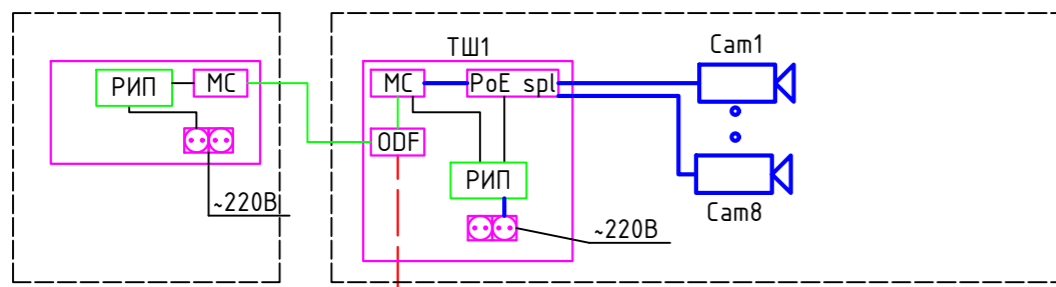 РИП
МС
~220В
ТШ1
МС
PoE spl
ODF
РИП
~220В
Cam1
Cam8